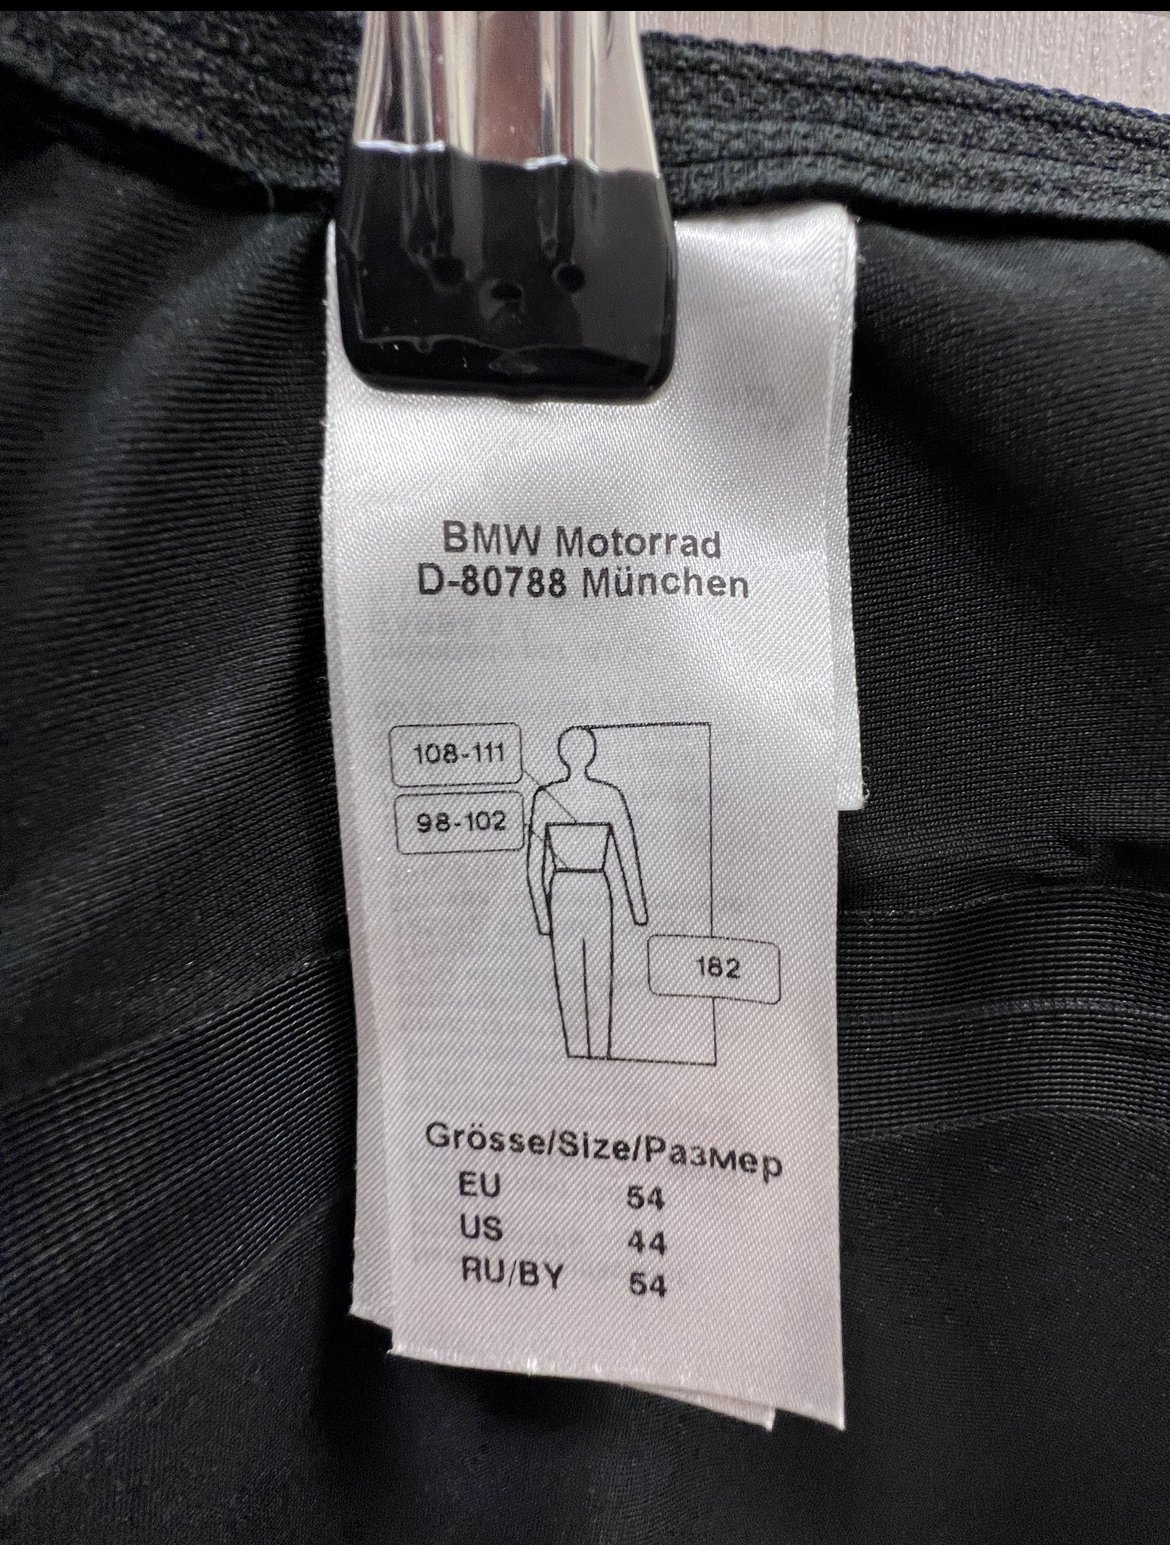 BMW Motorrad
D-80788 München
108-111
98-102
182
Grösse/Size/Размер
EU 54
US 44
RU/BY 54